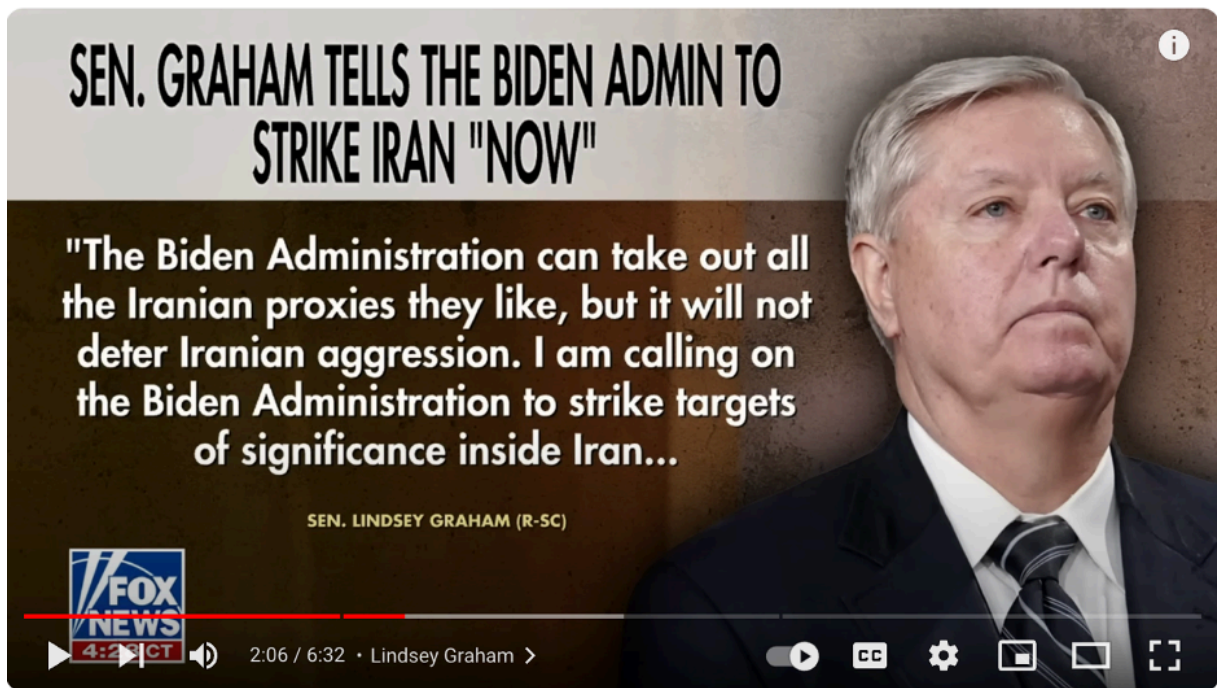 SEN. GRAHAM TELLS THE BIDEN ADMIN TO
STRIKE IRAN "NOW"
"The Biden Administration can take out all
the Iranian proxies they like, but it will not
deter Iranian aggression. I am calling on
the Biden Administration to strike targets
of significance inside Iran...
SEN. LINDSEY GRAHAM (R-SC)
FOX
NEWS
2:06 / 6:32 • Lindsey Graham >
CC